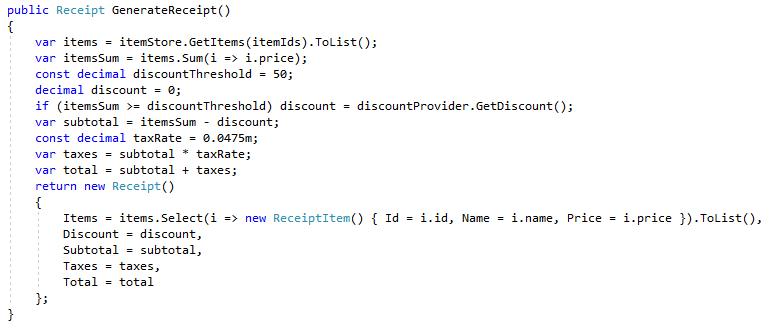 public Receipt GenerateReceipt()
{
    var items = itemStore.GetItems(itemIds).ToList();
    var itemsSum = items.Sum(i => i.price);
    const decimal discountThreshold = 50;
    decimal discount = 0;
    if (itemsSum >= discountThreshold) discount = discountProvider.GetDiscount();
    var subtotal = itemsSum - discount;
    const decimal taxRate = 0.0475m;
    var taxes = subtotal * taxRate;
    var total = subtotal + taxes;
    return new Receipt()
    {
        Items = items.Select(i => new ReceiptItem() { Id = i.id, Name = i.name, Price = i.price }).ToList(),
        Discount = discount,
        Subtotal = subtotal,
        Taxes = taxes,
        Total = total
    };
}